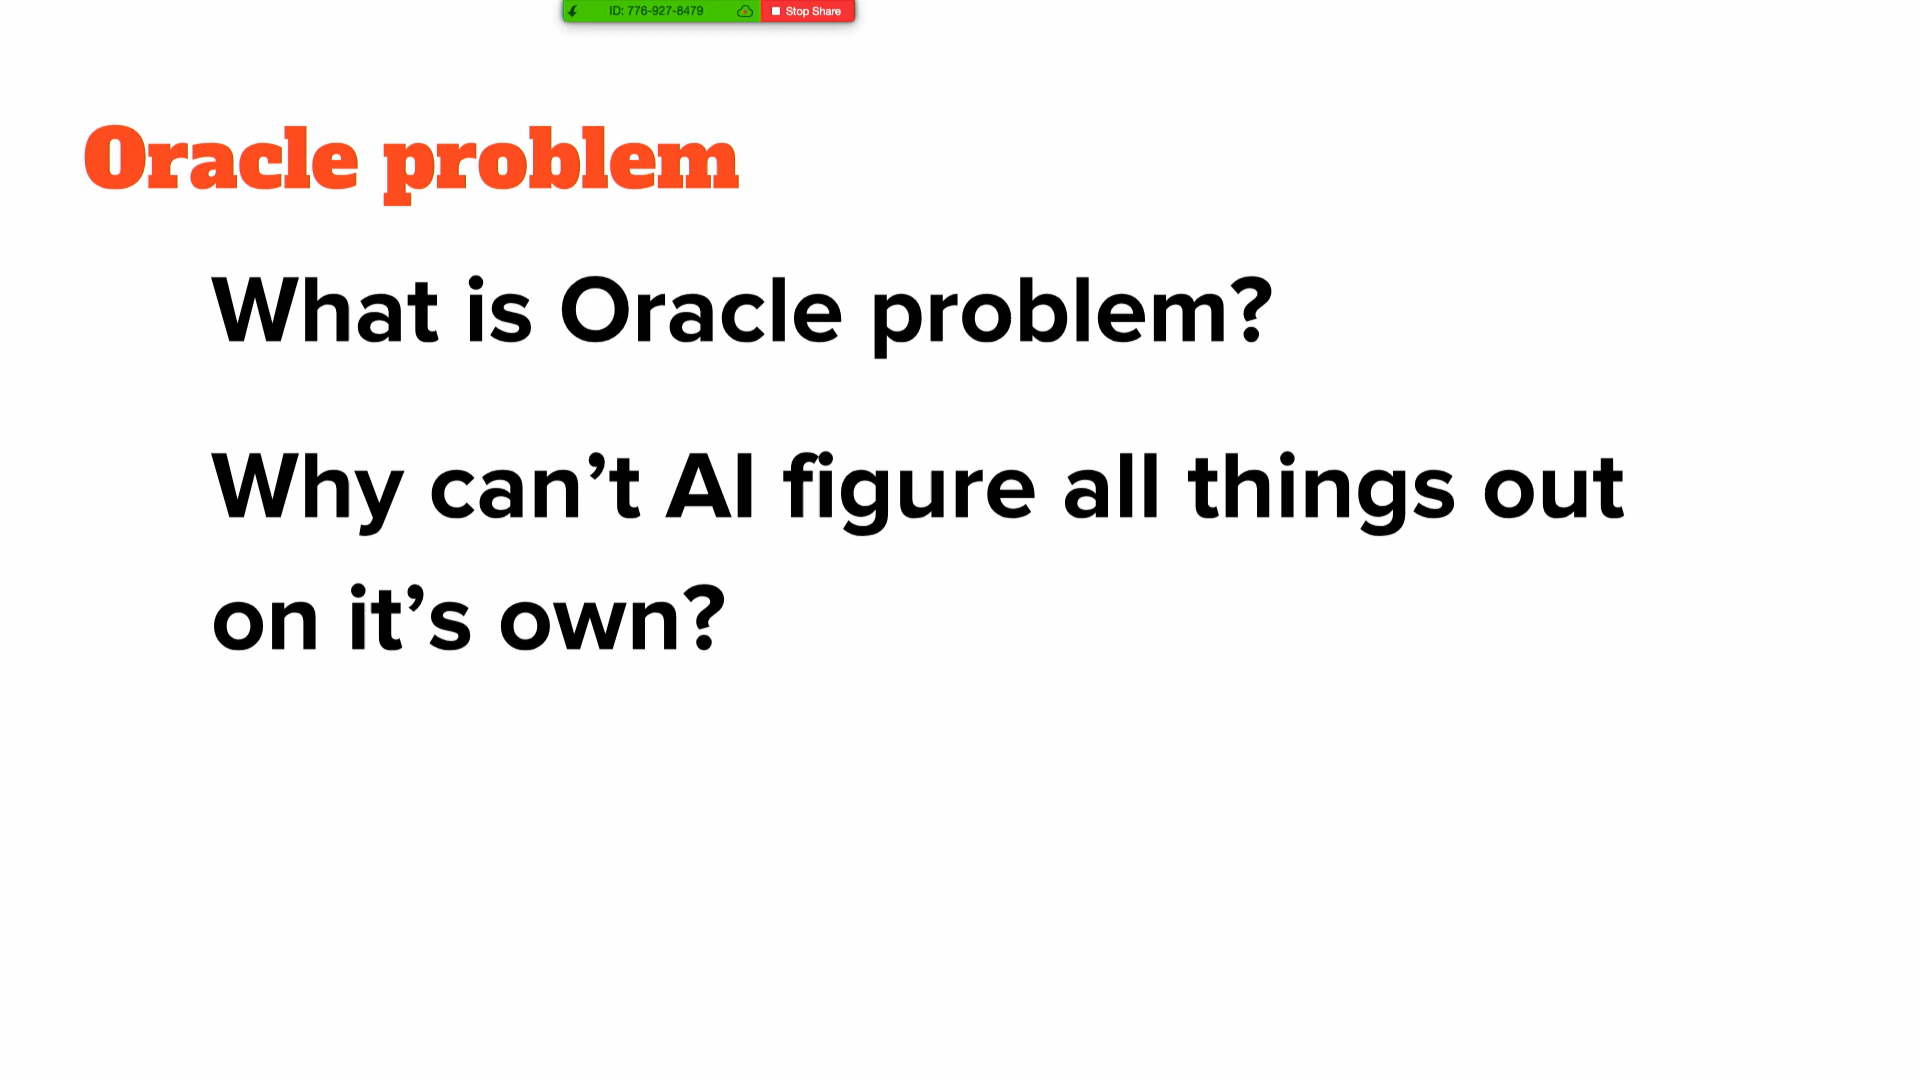 ID: 776-927-8479 Stop Share
Oracle problem
What is Oracle problem?
Why can’t AI figure all things out
on it’s own?